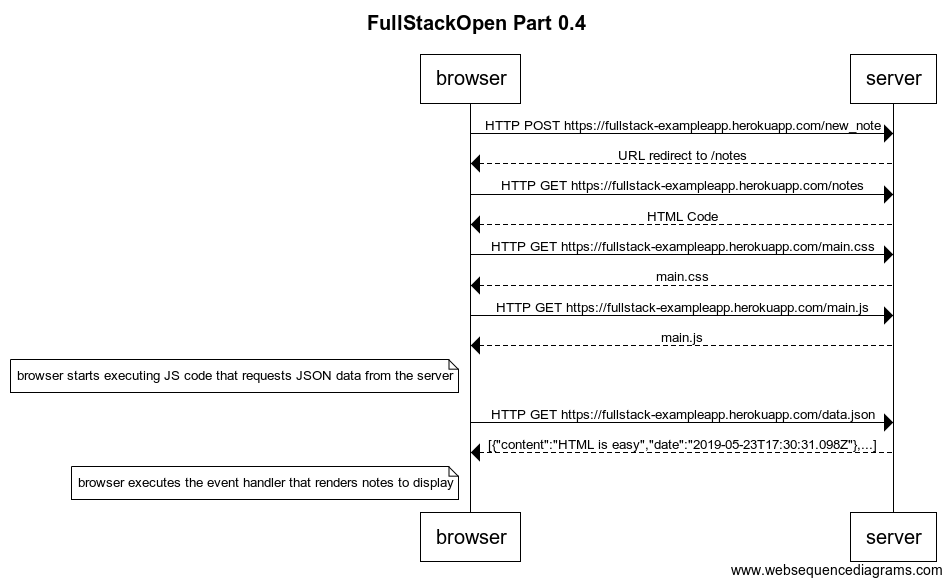 FullStackOpen Part 0.4
browser
server
HTTP POST https://fullstack-exampleapp.herokuapp.com/new_note
URL redirect to /notes
HTTP GET https://fullstack-exampleapp.herokuapp.com/notes
HTML Code
HTTP GET https://fullstack-exampleapp.herokuapp.com/main.css
main.css
HTTP GET https://fullstack-exampleapp.herokuapp.com/main.js
main.js
browser starts executing JS code that requests JSON data from the server
HTTP GET https://fullstack-exampleapp.herokuapp.com/data.json
[{"content":"HTML is easy","date":"2019-05-23T17:30:31.098Z"},...]
browser executes the event handler that renders notes to display
browser
server
www.websequencediagrams.com